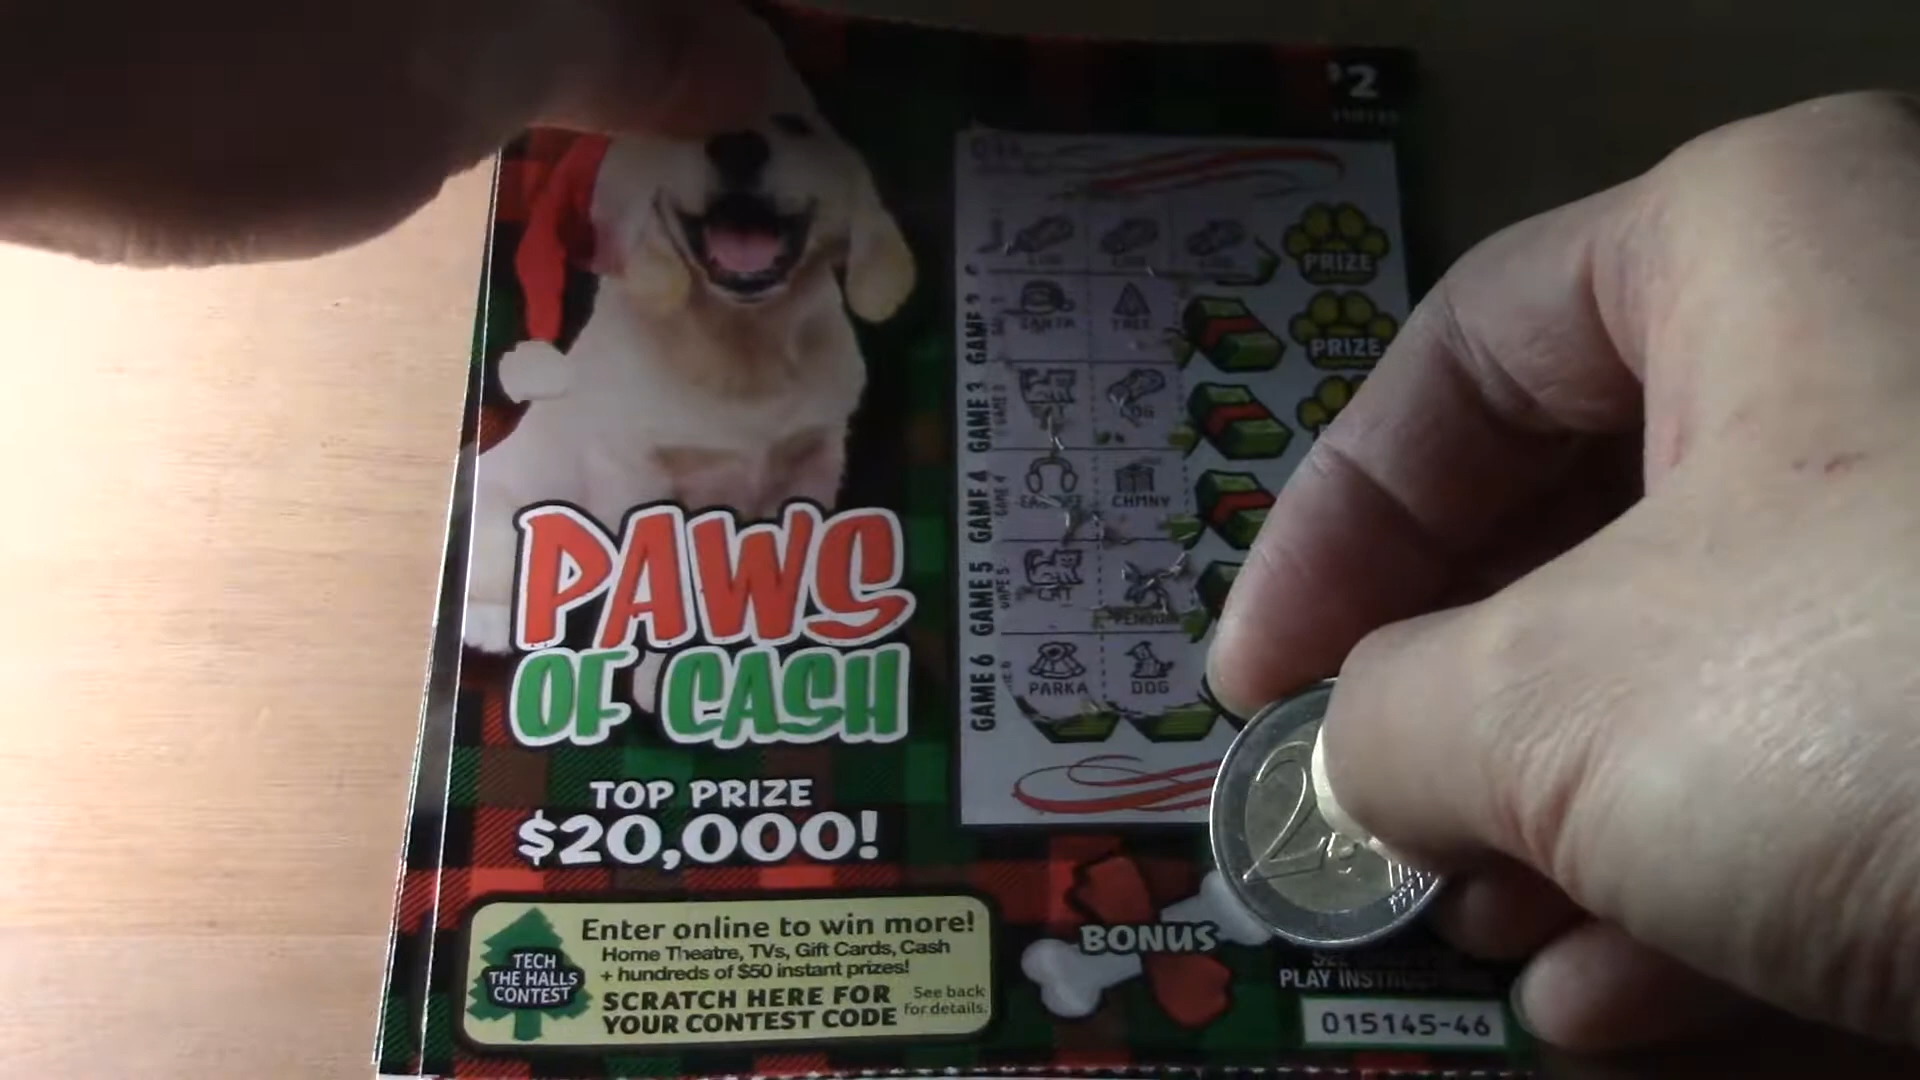 $2
PRIZE
GAME 2
SANTA TREE
PRIZE
GAME 3
LOG
GAME 4
CHMNY
GAME 5
CAT
GAME 6
PARKA DOG
PAWS
OF CASH
TOP PRIZE
$20,000!
Enter online to win more!
Home Theatre, TVs, Gift Cards, Cash
+ hundreds of $50 instant prizes!
SCRATCH HERE FOR
YOUR CONTEST CODE
See back
for details.
TECH
THE HALLS
CONTEST
BONUS
2
PLAY
015145-46